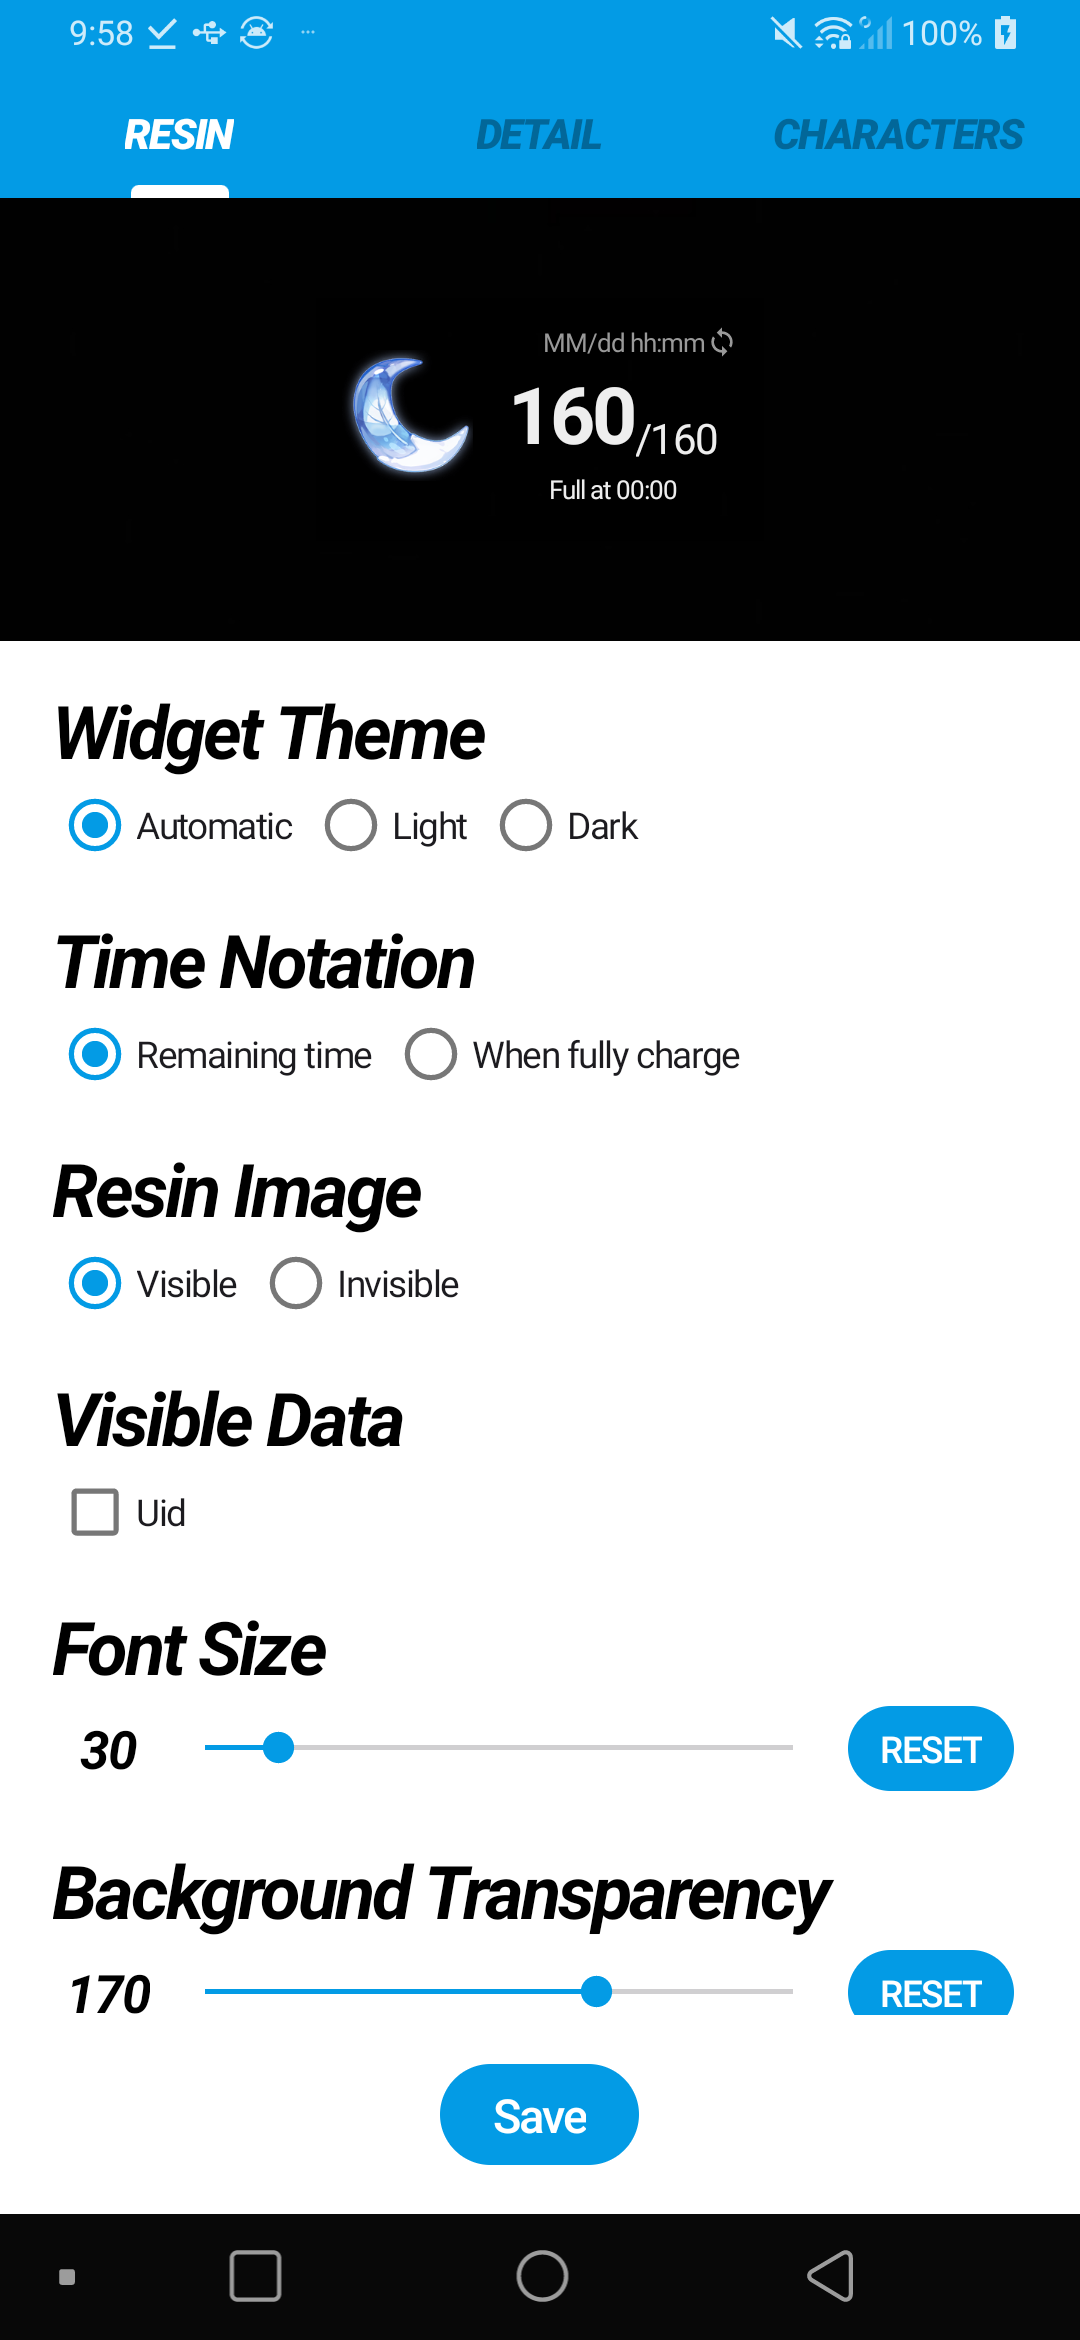 9:58 100%
RESIN DETAIL CHARACTERS
MM/dd hh:mm
160/160
Full at 00:00
Widget Theme
Automatic Light Dark
Time Notation
Remaining time When fully charge
Resin Image
Visible Invisible
Visible Data
Uid
Font Size
30 RESET
Background Transparency
170 RESET
Save